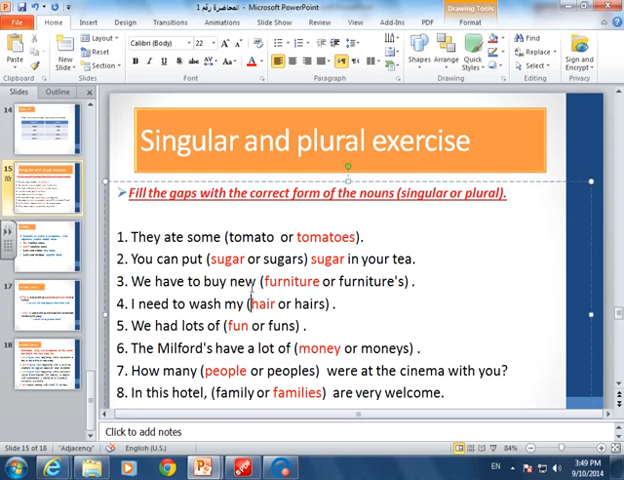 المحاضرة رقم 1 - Microsoft PowerPoint
Drawing Tools
File Home Insert Design Transitions Animations Slide Show Review View Add-Ins PDF Format
Paste
New Slide
Layout
Reset
Section
Calibri (Body) 22
Shapes Arrange Quick Styles
Find
Replace
Select
Sign and Encrypt
Clipboard Slides Font Paragraph Drawing Editing Privacy
Slides Outline
14
15
16
17
18
Singular and plural exercise
Fill the gaps with the correct form of the nouns (singular or plural).
1. They ate some (tomato or tomatoes).
2. You can put (sugar or sugars) sugar in your tea.
3. We have to buy new (furniture or furniture's) .
4. I need to wash my (hair or hairs) .
5. We had lots of (fun or funs) .
6. The Milford's have a lot of (money or moneys) .
7. How many (people or peoples) were at the cinema with you?
8. In this hotel, (family or families) are very welcome.
Click to add notes
Slide 15 of 18 "Adjacency" English (U.S.) 84%
EN 3:49 PM
9/10/2014